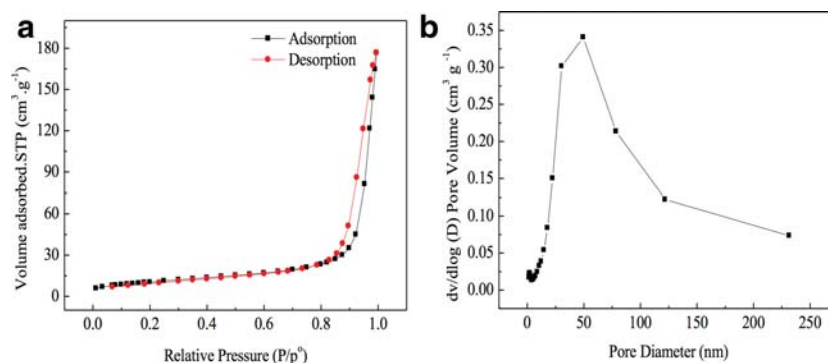 a
Adsorption
Desorption
Volume adsorbed.STP (cm³.g⁻¹)
180
150
120
90
60
30
0
0.0 0.2 0.4 0.6 0.8 1.0
Relative Pressure (P/pº)
b
dv/dlog (D) Pore Volume (cm³ g⁻¹)
0.35
0.30
0.25
0.20
0.15
0.10
0.05
0.00
0 50 100 150 200 250
Pore Diameter (nm)